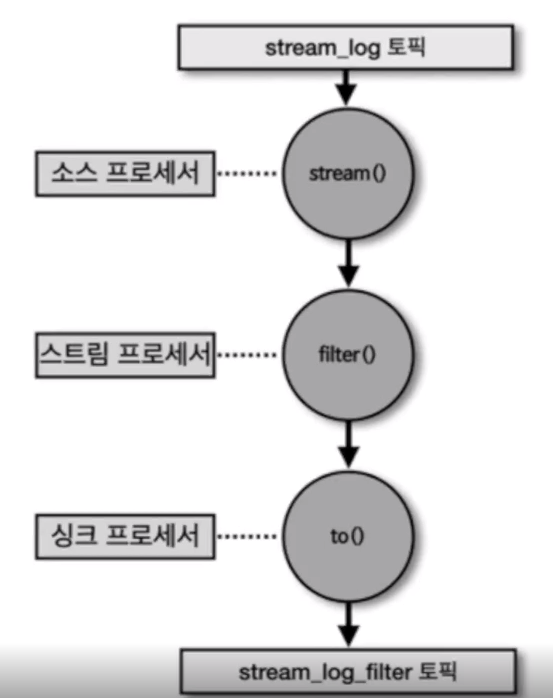 stream_log 토픽
소스 프로세서
stream()
스트림 프로세서
filter()
싱크 프로세서
to()
stream_log_filter 토픽